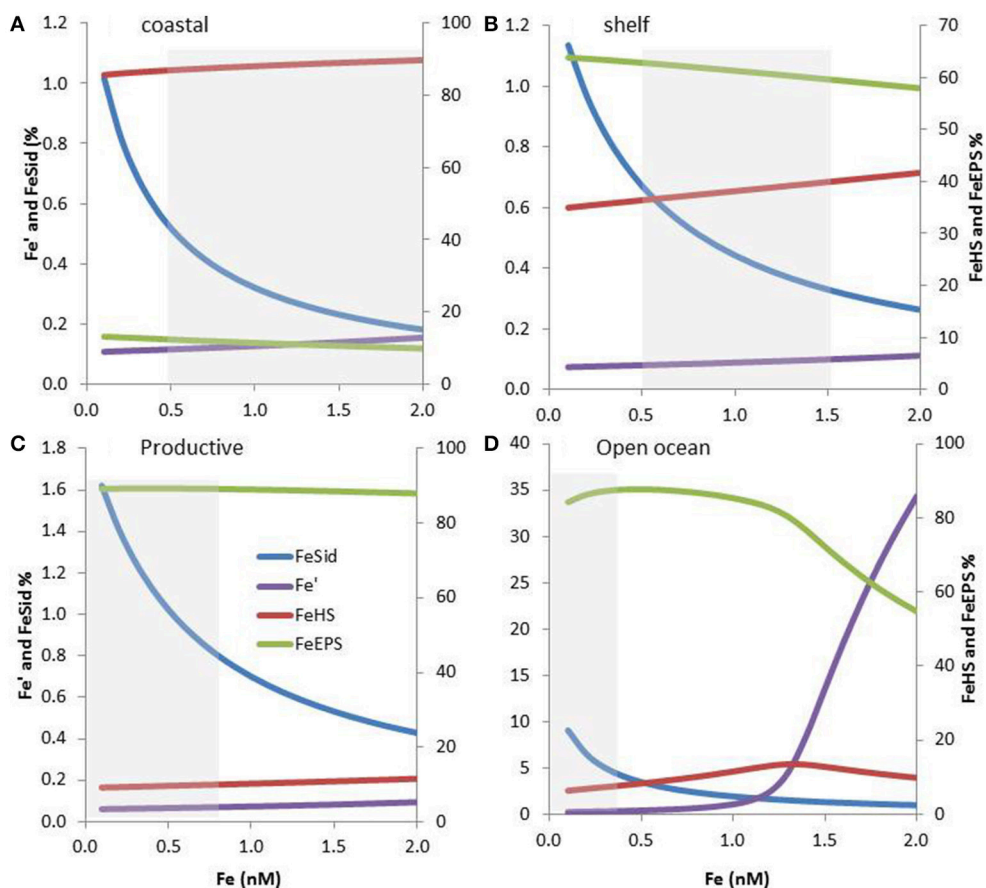 A
coastal
1.2
1.0
0.8
0.6
0.4
0.2
0.0
Fe' and FeSid (%
100
80
60
40
20
0
0.0 0.5 1.0 1.5 2.0
B
shelf
1.2
1.0
0.8
0.6
0.4
0.2
0.0
70
60
50
40
30
20
10
0
FeHS and FeEPS %
0.0 0.5 1.0 1.5 2.0
C
Productive
1.8
1.6
1.4
1.2
1.0
0.8
0.6
0.4
0.2
0.0
Fe' and FeSid %
FeSid
Fe'
FeHS
FeEPS
100
80
60
40
20
0
0.0 0.5 1.0 1.5 2.0
Fe (nM)
D
Open ocean
40
35
30
25
20
15
10
5
0
100
80
60
40
20
0
FeHS and FeEPS %
0.0 0.5 1.0 1.5 2.0
Fe (nM)